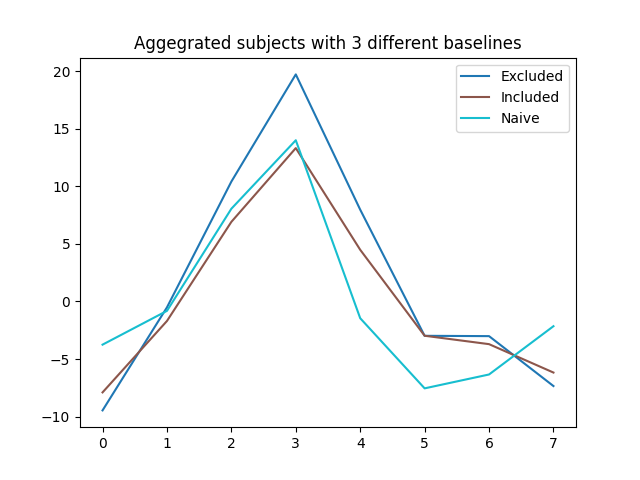 Aggegrated subjects with 3 different baselines
Excluded
Included
Naive
20
15
10
5
0
−5
−10
0 1 2 3 4 5 6 7